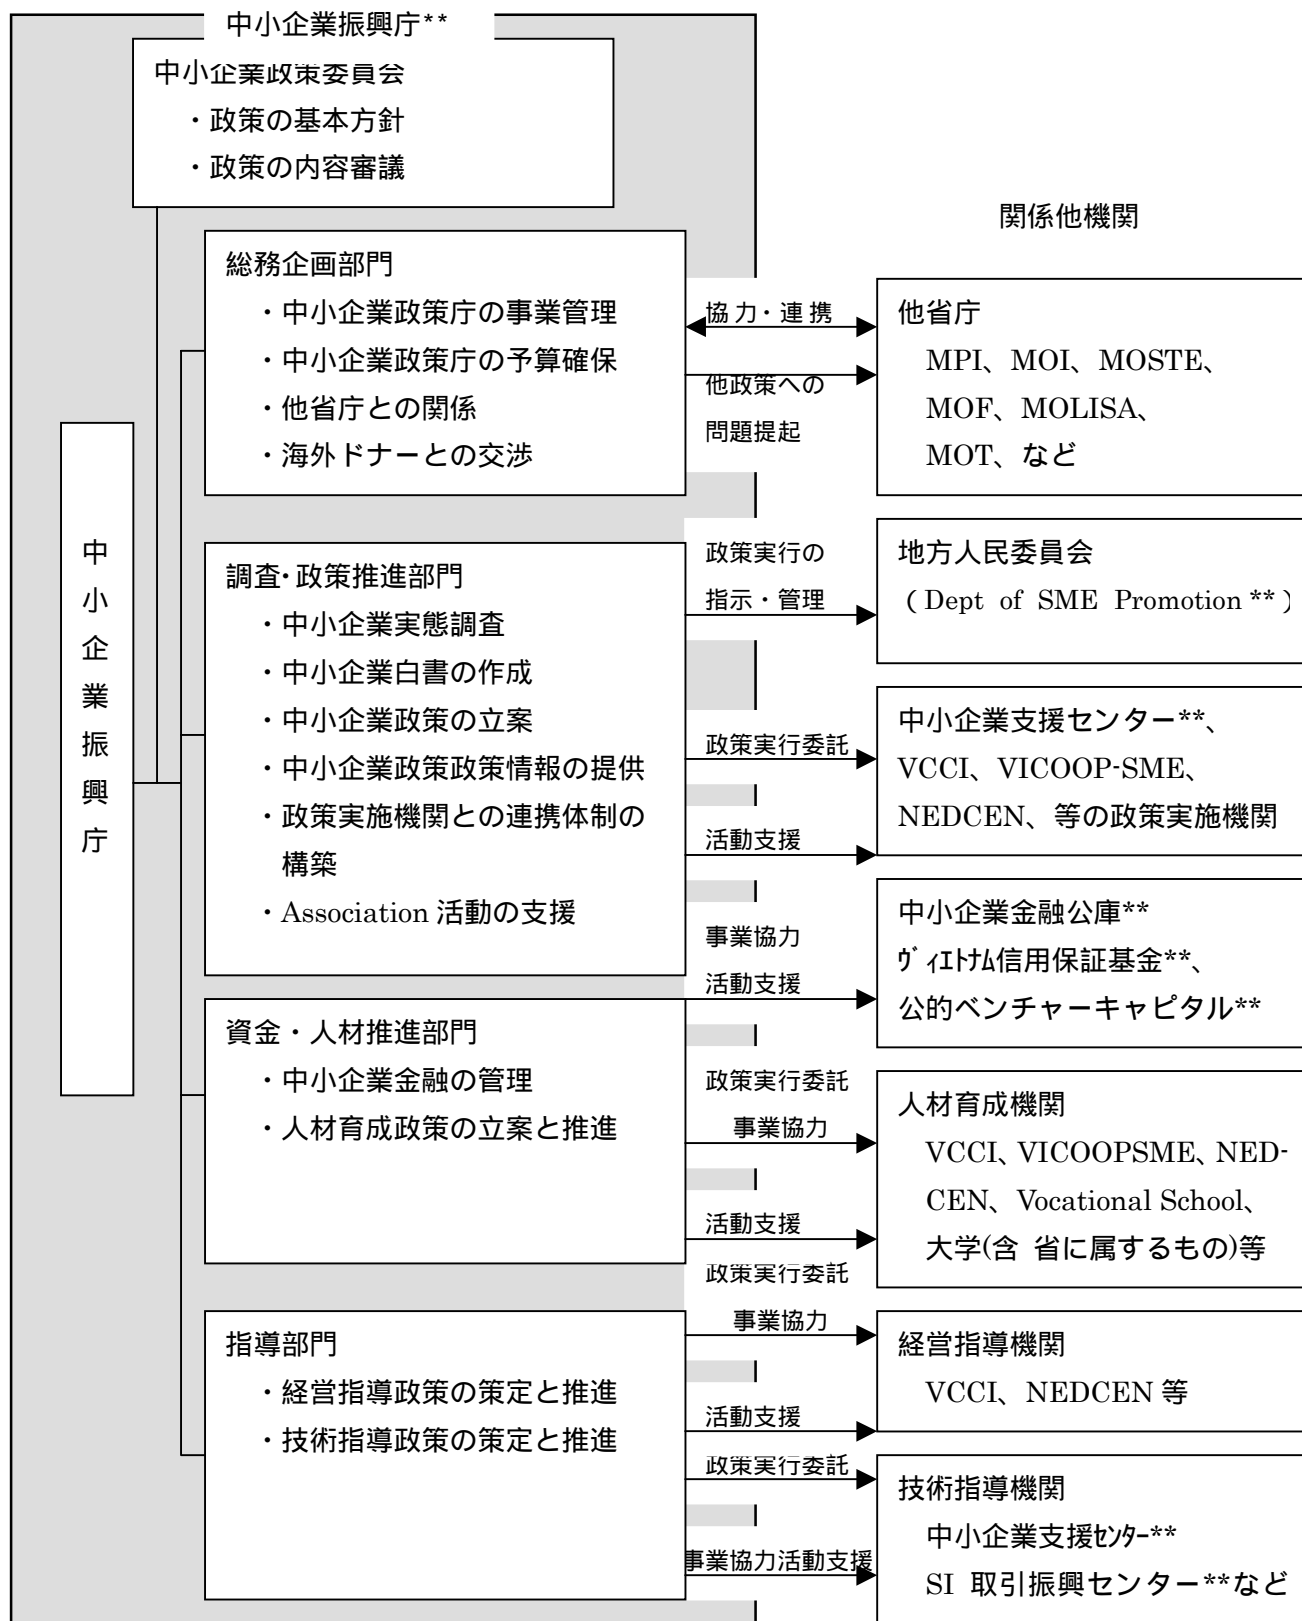 中小企業振興庁**
中小企業政策委員会
・政策の基本方針
・政策の内容審議
関係他機関
中小企業振興庁
総務企画部門
・中小企業政策庁の事業管理
・中小企業政策庁の予算確保
・他省庁との関係
・海外ドナーとの交渉
協力・連携
他政策への
問題提起
他省庁
MPI、MOI、MOSTE、
MOF、MOLISA、
MOT、など
調査・政策推進部門
・中小企業実態調査
・中小企業白書の作成
・中小企業政策の立案
・中小企業政策政策情報の提供
・政策実施機関との連携体制の
構築
・Association 活動の支援
政策実行の
指示・管理
地方人民委員会
（Dept of SME Promotion**）
政策実行委託
活動支援
中小企業支援センター**、
VCCI、VICOOP-SME、
NEDCEN、等の政策実施機関
事業協力
活動支援
中小企業金融公庫**
ヴィエトナム信用保証基金**、
公的ベンチャーキャピタル**
資金・人材推進部門
・中小企業金融の管理
・人材育成政策の立案と推進
政策実行委託
事業協力
活動支援
人材育成機関
VCCI、VICOOPSME、NED-
CEN、Vocational School、
大学(含 省に属するもの)等
指導部門
・経営指導政策の策定と推進
・技術指導政策の策定と推進
政策実行委託
事業協力
活動支援
経営指導機関
VCCI、NEDCEN 等
政策実行委託
事業協力活動支援
技術指導機関
中小企業支援センター**
SI 取引振興センター**など